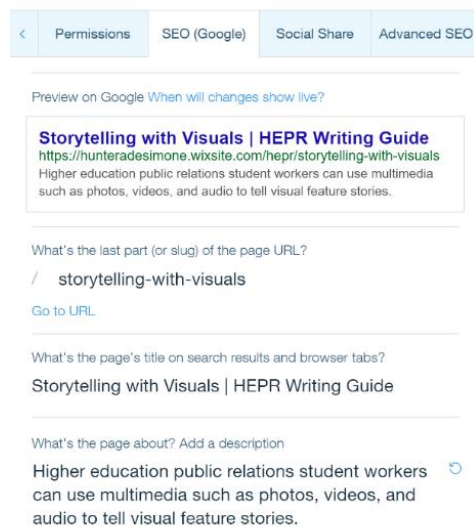 < Permissions SEO (Google) Social Share Advanced SEO
Preview on Google When will changes show live?
Storytelling with Visuals | HEPR Writing Guide
https://hunteradesimone.wixsite.com/hepr/storytelling-with-visuals
Higher education public relations student workers can use multimedia
such as photos, videos, and audio to tell visual feature stories.
What's the last part (or slug) of the page URL?
/ storytelling-with-visuals
Go to URL
What's the page's title on search results and browser tabs?
Storytelling with Visuals | HEPR Writing Guide
What's the page about? Add a description
Higher education public relations student workers
can use multimedia such as photos, videos, and
audio to tell visual feature stories.